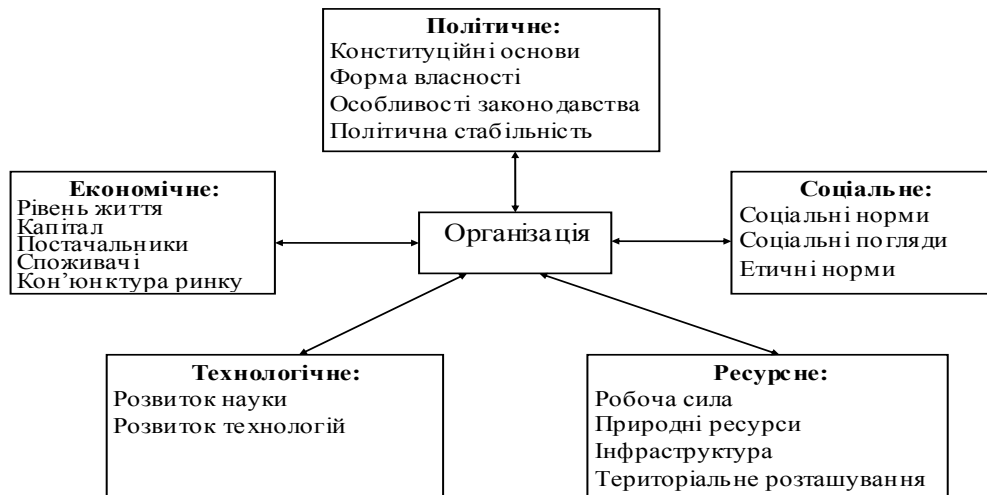 Політичне:
Конституційні основи
Форма власності
Особливості законодавства
Політична стабільність
Економічне:
Рівень життя
Капітал
Постачальники
Споживачі
Кон’юнктура ринку
Організація
Соціальне:
Соціальні норми
Соціальні погляди
Етичні норми
Технологічне:
Розвиток науки
Розвиток технологій
Ресурсне:
Робоча сила
Природні ресурси
Інфраструктура
Територіальне розташування